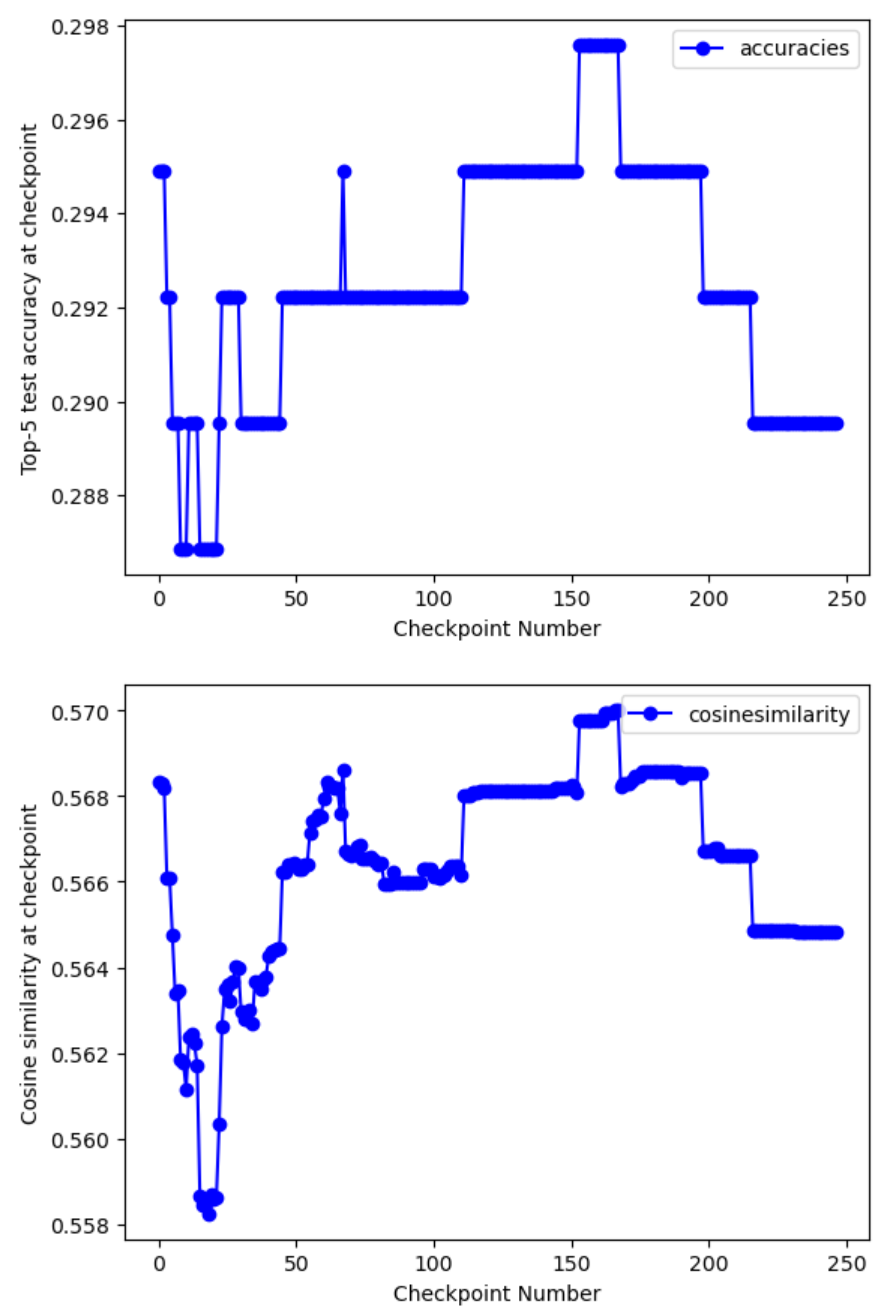 0.298
accuracies
0.296
0.294
0.292
0.290
0.288
Top-5 test accuracy at checkpoint
0 50 100 150 200 250
Checkpoint Number
0.570
cosinesimilarity
0.568
0.566
0.564
0.562
0.560
0.558
Cosine similarity at checkpoint
0 50 100 150 200 250
Checkpoint Number